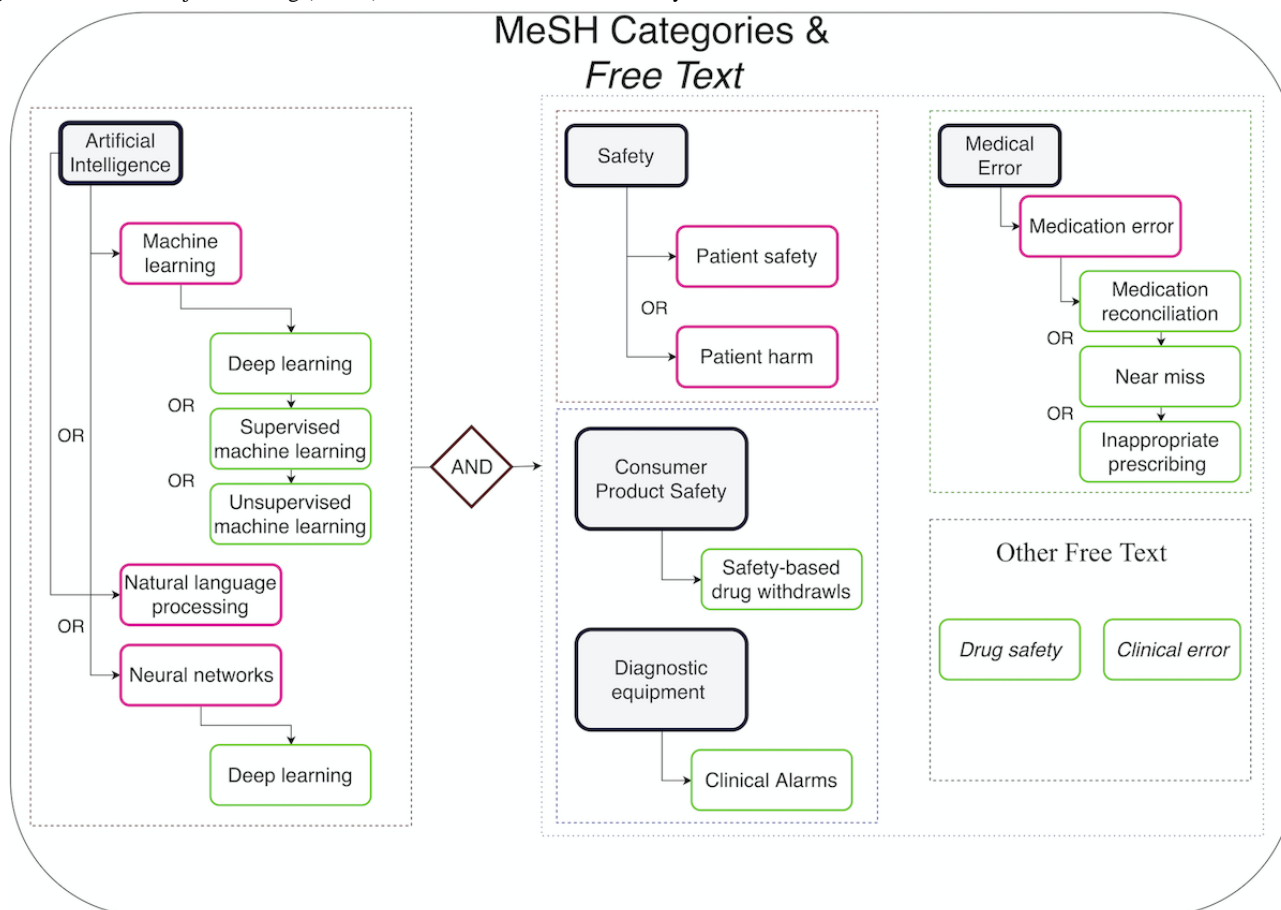 MeSH Categories &
Free Text
Artificial
Intelligence
Machine
learning
Deep learning
OR
Supervised
machine learning
OR
OR
Unsupervised
machine learning
Natural language
processing
OR
Neural networks
Deep learning
AND
Safety
Patient safety
OR
Patient harm
Consumer
Product Safety
Safety-based
drug withdrawls
Diagnostic
equipment
Clinical Alarms
Medical
Error
Medication error
Medication
reconciliation
OR
Near miss
OR
Inappropriate
prescribing
Other Free Text
Drug safety
Clinical error